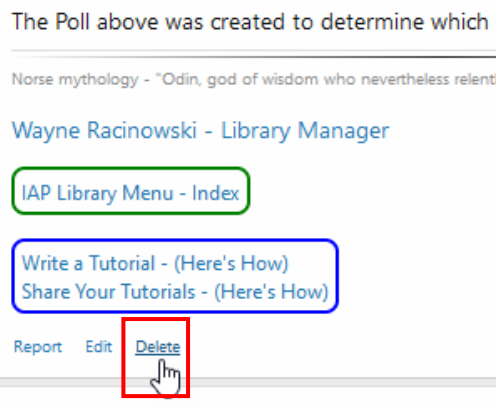 The Poll above was created to determine which
Norse mythology - "Odin, god of wisdom who nevertheless
Wayne Racinowski - Library Manager
IAP Library Menu - Index
Write a Tutorial - (Here's How)
Share Your Tutorials - (Here's How)
Report Edit Delete